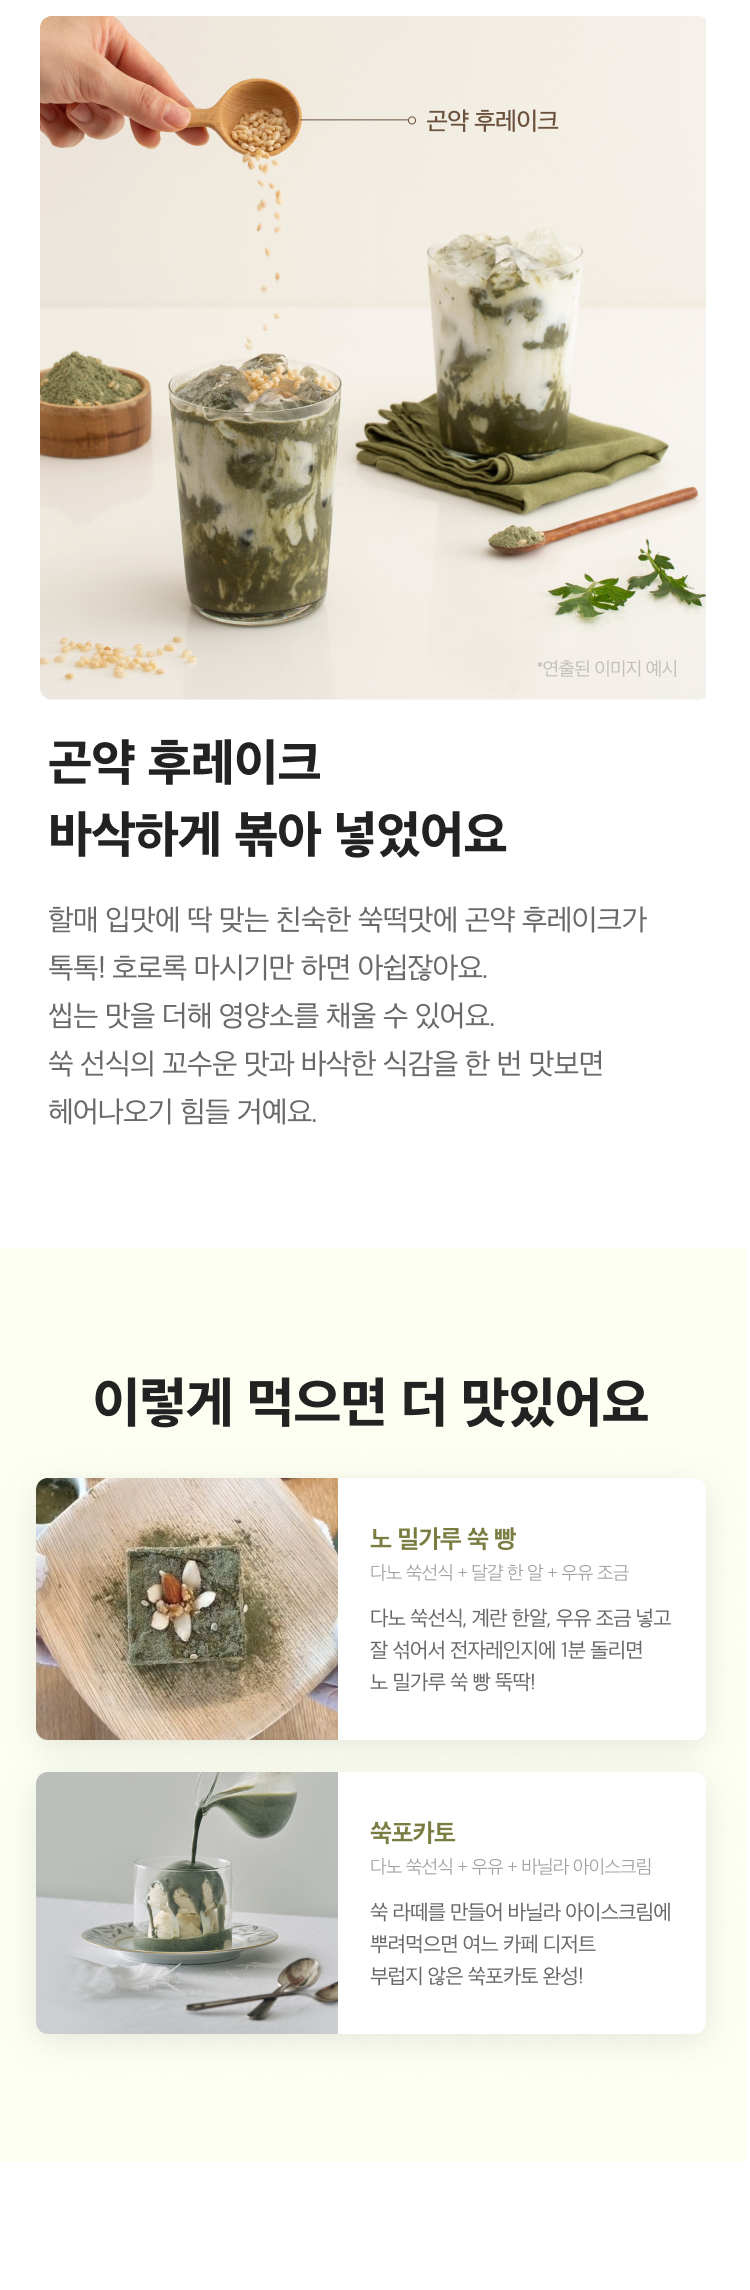 곤약 후레이크
*연출된 이미지 예시
곤약 후레이크
바삭하게 볶아 넣었어요
할매 입맛에 딱 맞는 친숙한 쑥떡맛에 곤약 후레이크가
톡톡! 호로록 마시기만 하면 아쉽잖아요.
씹는 맛을 더해 영양소를 채울 수 있어요.
쑥 선식의 꼬수운 맛과 바삭한 식감을 한 번 맛보면
헤어나오기 힘들 거예요.
이렇게 먹으면 더 맛있어요
노 밀가루 쑥 빵
다노 쑥선식 + 달걀 한 알 + 우유 조금
다노 쑥선식, 계란 한알, 우유 조금 넣고
잘 섞어서 전자레인지에 1분 돌리면
노 밀가루 쑥 빵 뚝딱!
쑥포카토
다노 쑥선식 + 우유 + 바닐라 아이스크림
쑥 라떼를 만들어 바닐라 아이스크림에
뿌려먹으면 여느 카페 디저트
부럽지 않은 쑥포카토 완성!